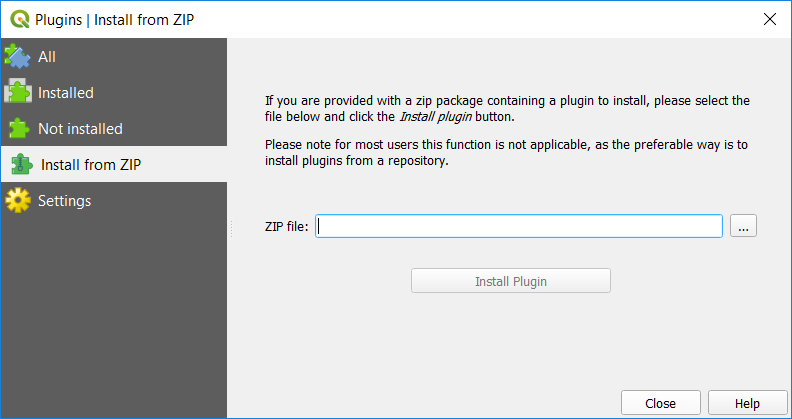 Plugins | Install from ZIP
All
Installed
Not installed
Install from ZIP
Settings
If you are provided with a zip package containing a plugin to install, please select the
file below and click the Install plugin button.
Please note for most users this function is not applicable, as the preferable way is to
install plugins from a repository.
ZIP file:
...
Install Plugin
Close
Help